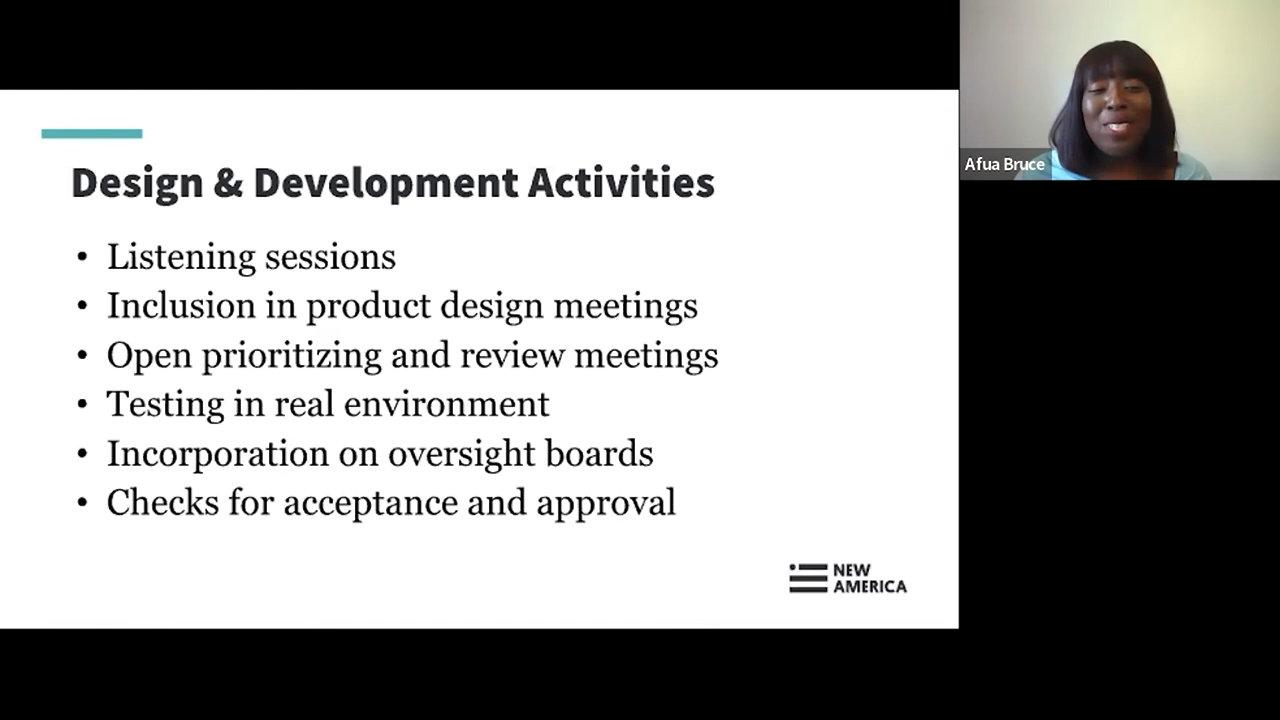 Design & Development Activities
• Listening sessions
• Inclusion in product design meetings
• Open prioritizing and review meetings
• Testing in real environment
• Incorporation on oversight boards
• Checks for acceptance and approval
NEW
AMERICA
Afua Bruce